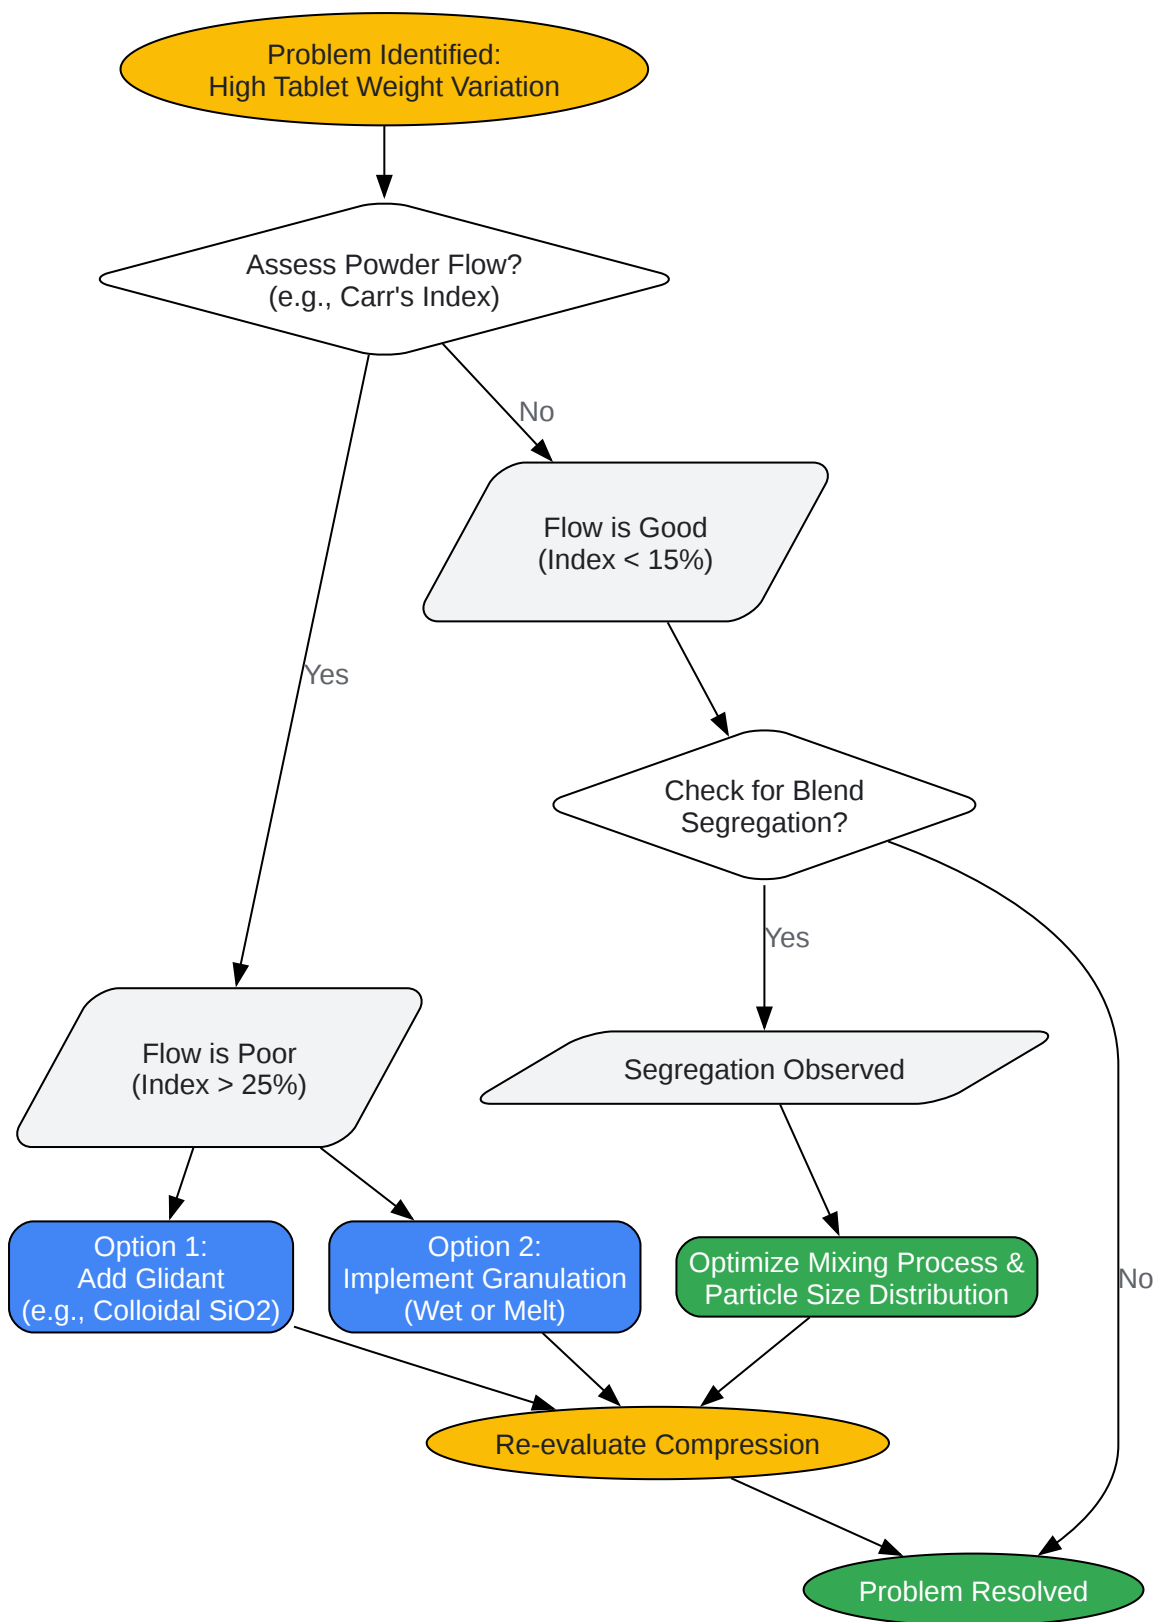 Problem Identified:
High Tablet Weight Variation
Assess Powder Flow?
(e.g., Carr's Index)
No
Flow is Good
(Index < 15%)
Yes
Check for Blend
Segregation?
Yes
Flow is Poor
(Index > 25%)
Segregation Observed
Option 1:
Add Glidant
(e.g., Colloidal SiO2)
Option 2:
Implement Granulation
(Wet or Melt)
Optimize Mixing Process &
Particle Size Distribution
No
Re-evaluate Compression
Problem Resolved